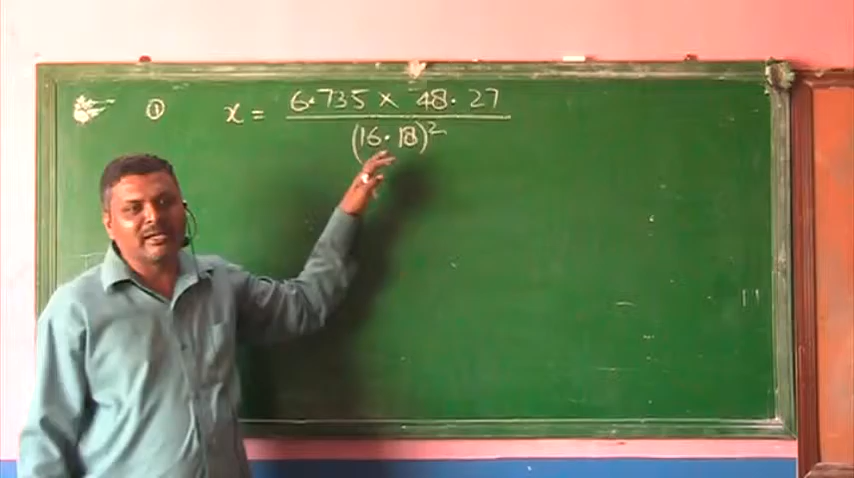 ① x = 6.735 × 48.27
(16.18)²